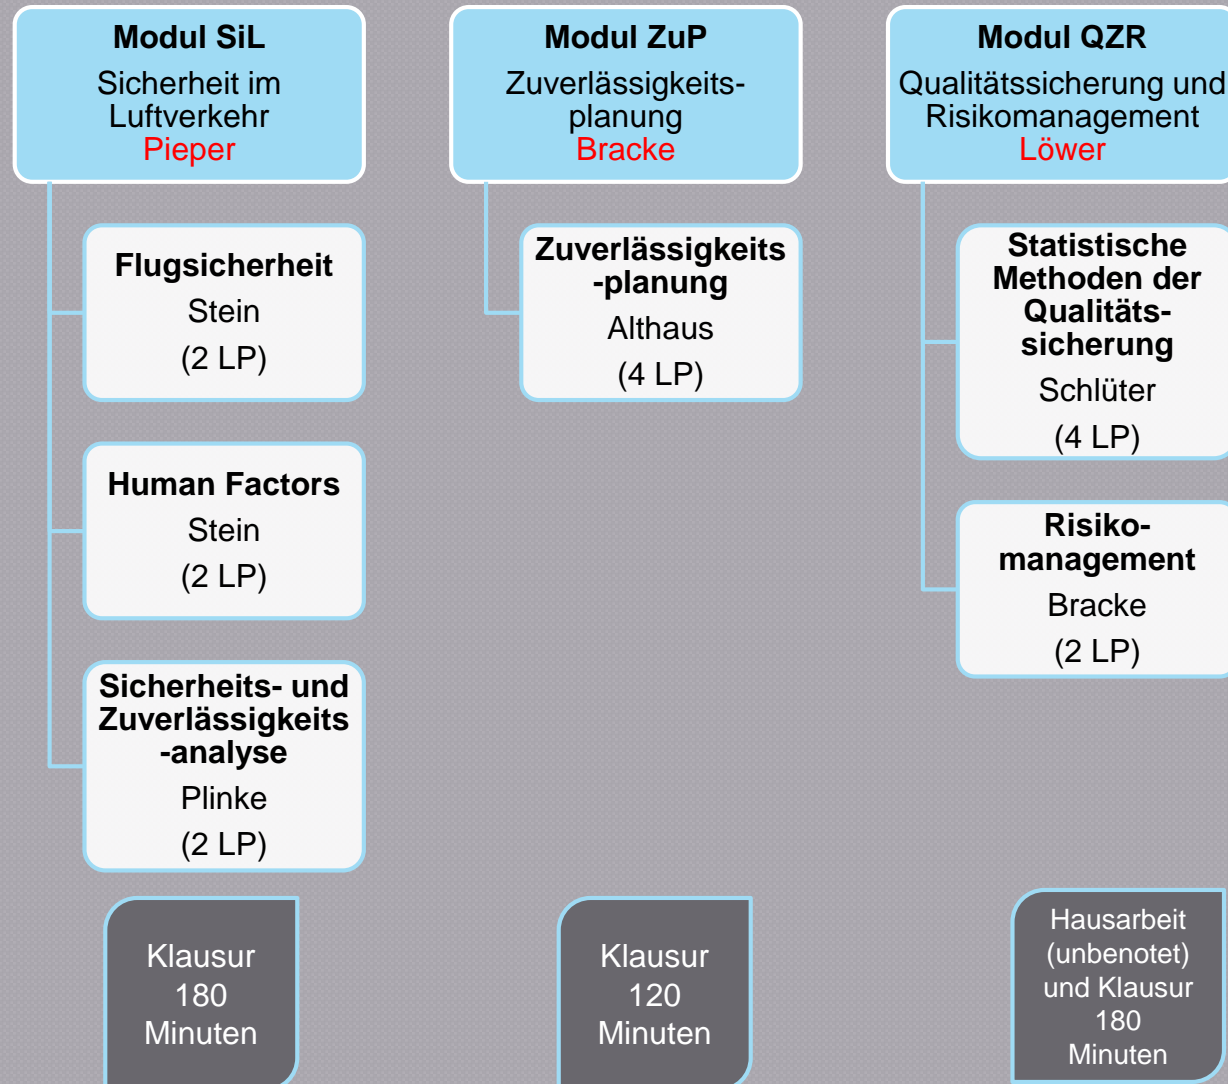 Modul SiL
Sicherheit im
Luftverkehr
Pieper
Flugsicherheit
Stein
(2 LP)
Human Factors
Stein
(2 LP)
Sicherheits- und
Zuverlässigkeits
-analyse
Plinke
(2 LP)
Klausur
180
Minuten
Modul ZuP
Zuverlässigkeits-
planung
Bracke
Zuverlässigkeits
-planung
Althaus
(4 LP)
Klausur
120
Minuten
Modul QZR
Qualitätssicherung und
Risikomanagement
Löwer
Statistische
Methoden der
Qualitäts-
sicherung
Schlüter
(4 LP)
Risiko-
management
Bracke
(2 LP)
Hausarbeit
(unbenotet)
und Klausur
180
Minuten